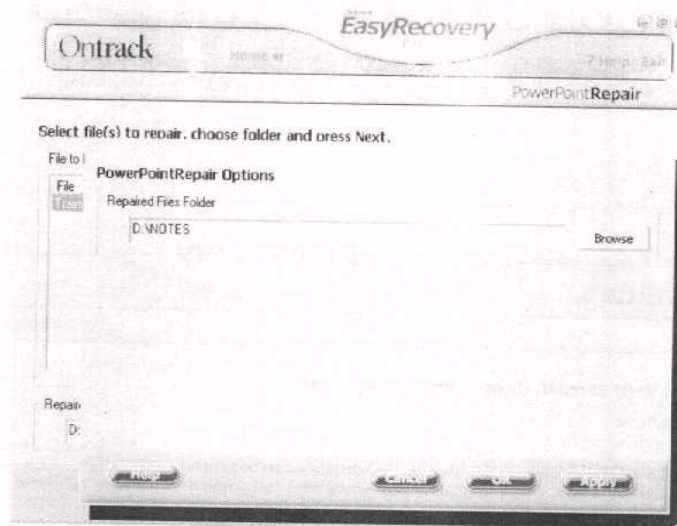 EasyRecovery
Ontrack
PowerPointRepair
Select file(s) to repair, choose folder and press Next.
File to
PowerPointRepair Options
File
Repaired Files Folder
D:\NOTES
Browse
Repair
D:
Help
Cancel
OK
Apply